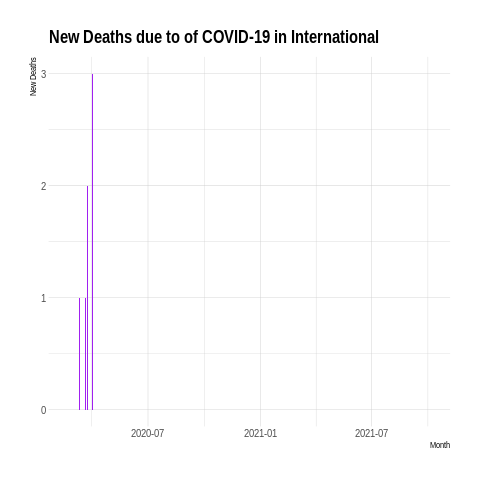 New Deaths due to of COVID-19 in International
New Deaths
3
2
1
0
2020-07 2021-01 2021-07
Month